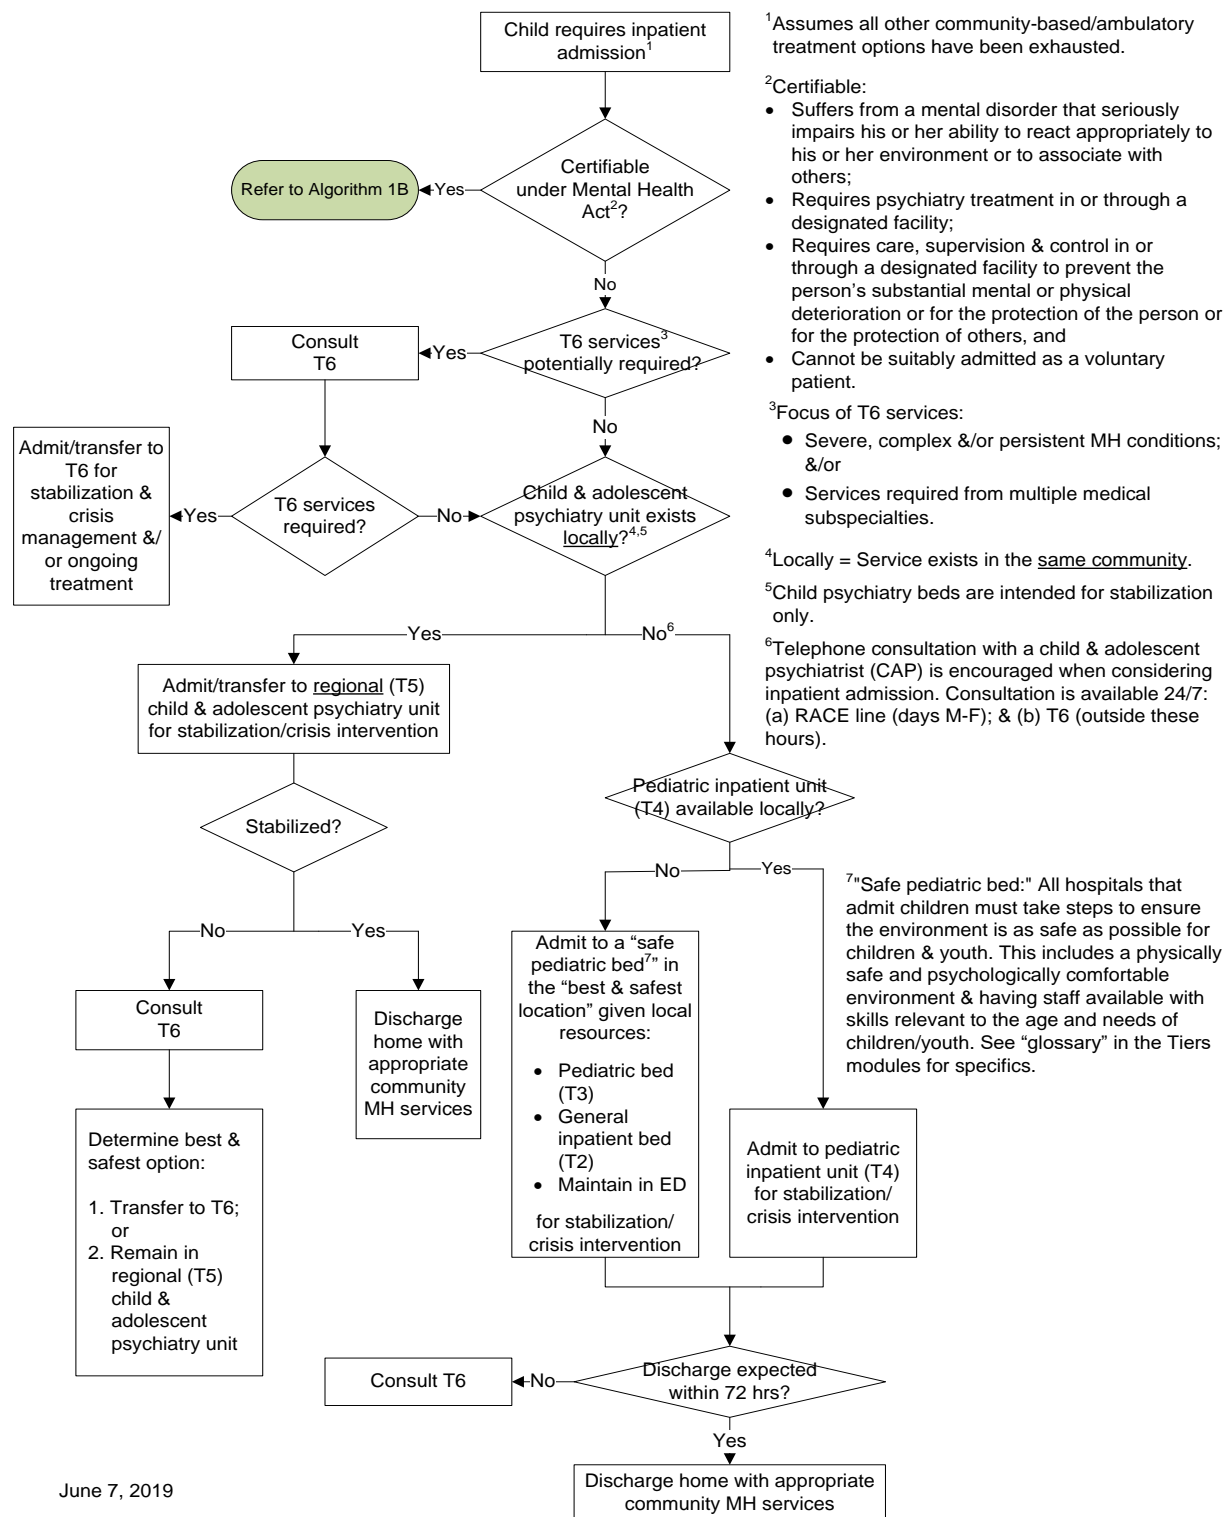 Child requires inpatient
admission1
1Assumes all other community-based/ambulatory
treatment options have been exhausted.
2Certifiable:
• Suffers from a mental disorder that seriously
impairs his or her ability to react appropriately to
his or her environment or to associate with
others;
• Requires psychiatry treatment in or through a
designated facility;
• Requires care, supervision & control in or
through a designated facility to prevent the
person's substantial mental or physical
deterioration or for the protection of the person or
for the protection of others, and
• Cannot be suitably admitted as a voluntary
patient.
3Focus of T6 services:
• Severe, complex &/or persistent MH conditions;
&/or
• Services required from multiple medical
subspecialties.
4Locally = Service exists in the same community.
5Child psychiatry beds are intended for stabilization
only.
6Telephone consultation with a child & adolescent
psychiatrist (CAP) is encouraged when considering
inpatient admission. Consultation is available 24/7:
(a) RACE line (days M-F); & (b) T6 (outside these
hours).
7"Safe pediatric bed:" All hospitals that
admit children must take steps to ensure
the environment is as safe as possible for
children & youth. This includes a physically
safe and psychologically comfortable
environment & having staff available with
skills relevant to the age and needs of
children/youth. See “glossary” in the Tiers
modules for specifics.
Certifiable
under Mental Health
Act2?
Yes
Refer to Algorithm 1B
No
T6 services3
potentially required?
Yes
Consult
T6
No
T6 services
required?
Yes
Admit/transfer to
T6 for
stabilization &
crisis
management &/
or ongoing
treatment
No
Child & adolescent
psychiatry unit exists
locally?4,5
Yes
No6
Admit/transfer to regional (T5)
child & adolescent psychiatry unit
for stabilization/crisis intervention
Stabilized?
No
Yes
Consult
T6
Discharge
home with
appropriate
community
MH services
Determine best &
safest option:
1. Transfer to T6;
or
2. Remain in
regional (T5)
child &
adolescent
psychiatry unit
Pediatric inpatient unit
(T4) available locally?
No
Yes
Admit to a “safe
pediatric bed7” in
the “best & safest
location” given local
resources:
• Pediatric bed
(T3)
• General
inpatient bed
(T2)
• Maintain in ED
for stabilization/
crisis intervention
Admit to pediatric
inpatient unit (T4)
for stabilization/
crisis intervention
Discharge expected
within 72 hrs?
No
Consult T6
Yes
Discharge home with appropriate
community MH services
June 7, 2019